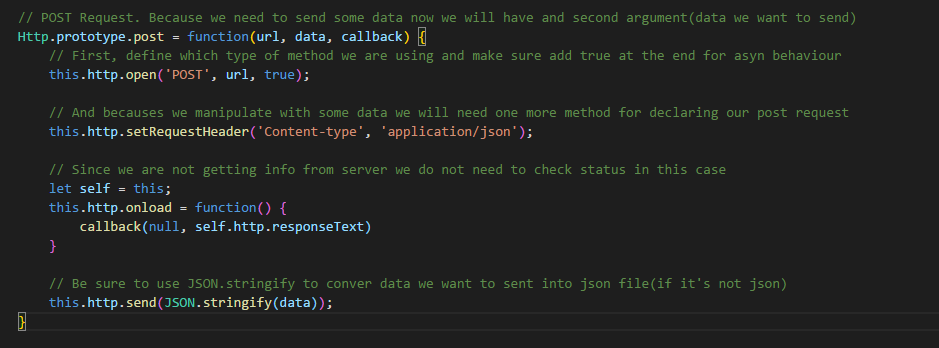 // POST Request. Because we need to send some data now we will have and second argument(data we want to send)
Http.prototype.post = function(url, data, callback) {
    // First, define which type of method we are using and make sure add true at the end for asyn behaviour
    this.http.open('POST', url, true);

    // And becauses we manipulate with some data we will need one more method for declaring our post request
    this.http.setRequestHeader('Content-type', 'application/json');

    // Since we are not getting info from server we do not need to check status in this case
    let self = this;
    this.http.onload = function() {
        callback(null, self.http.responseText)
    }

    // Be sure to use JSON.stringify to conver data we want to sent into json file(if it's not json)
    this.http.send(JSON.stringify(data));
}